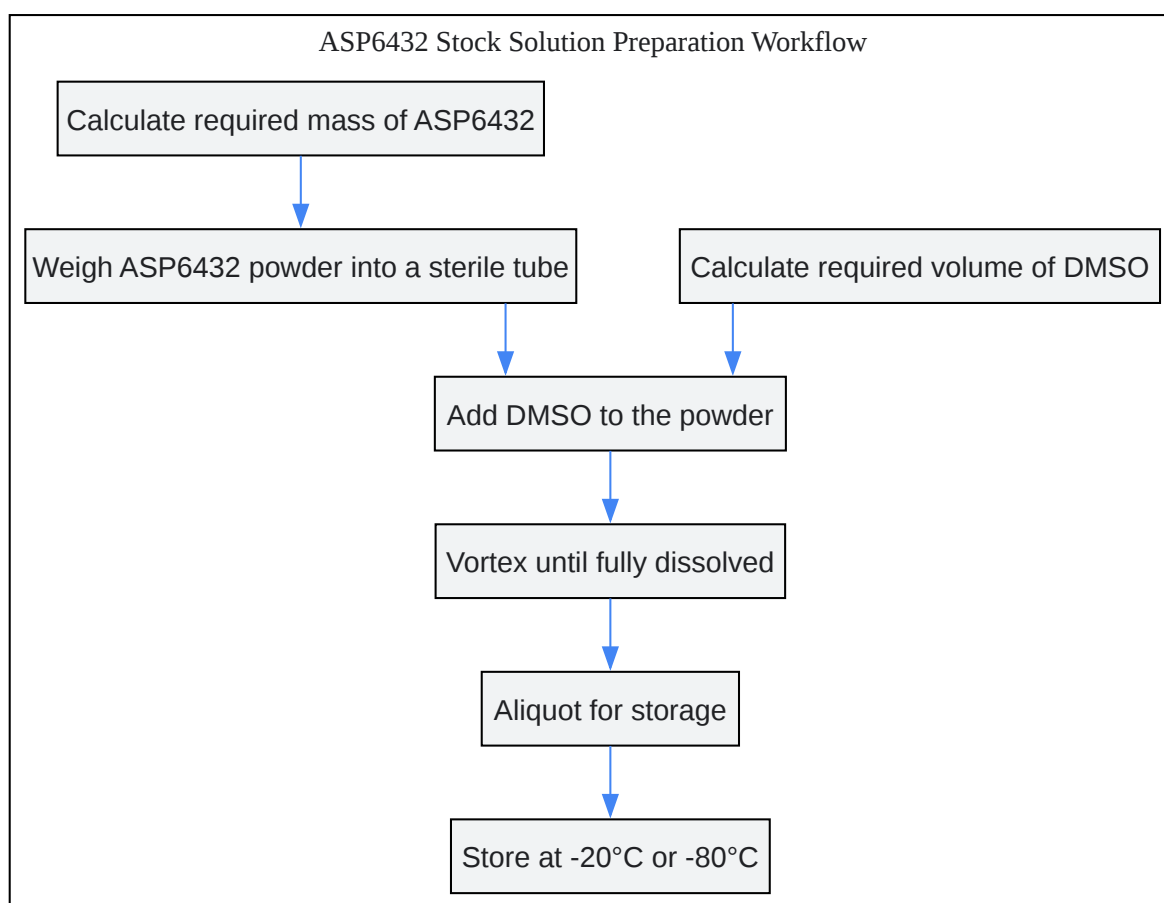 ASP6432 Stock Solution Preparation Workflow
Calculate required mass of ASP6432
Weigh ASP6432 powder into a sterile tube
Calculate required volume of DMSO
Add DMSO to the powder
Vortex until fully dissolved
Aliquot for storage
Store at -20°C or -80°C